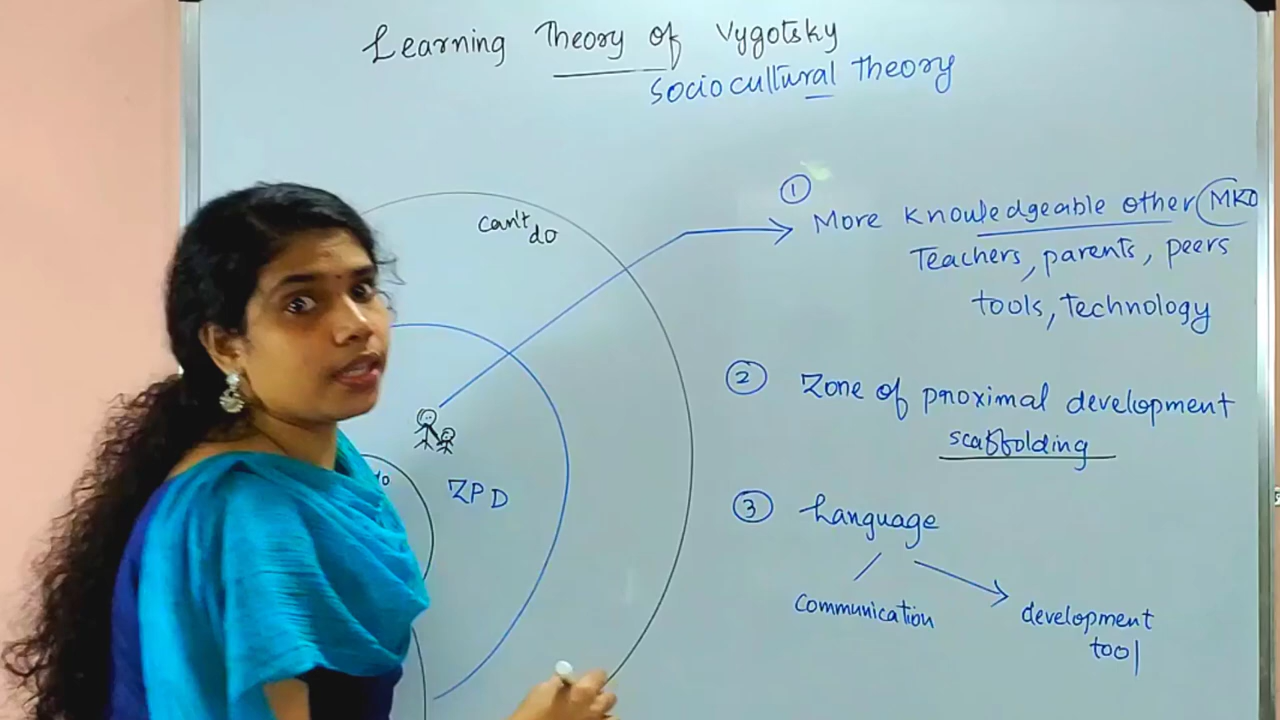 Learning Theory of Vygotsky
Sociocultural Theory
can't do
①
More knowledgeable other MKO
Teachers, parents, peers
tools, technology
② Zone of proximal development
scaffolding
ZPD
③ Language
Communication
development tool